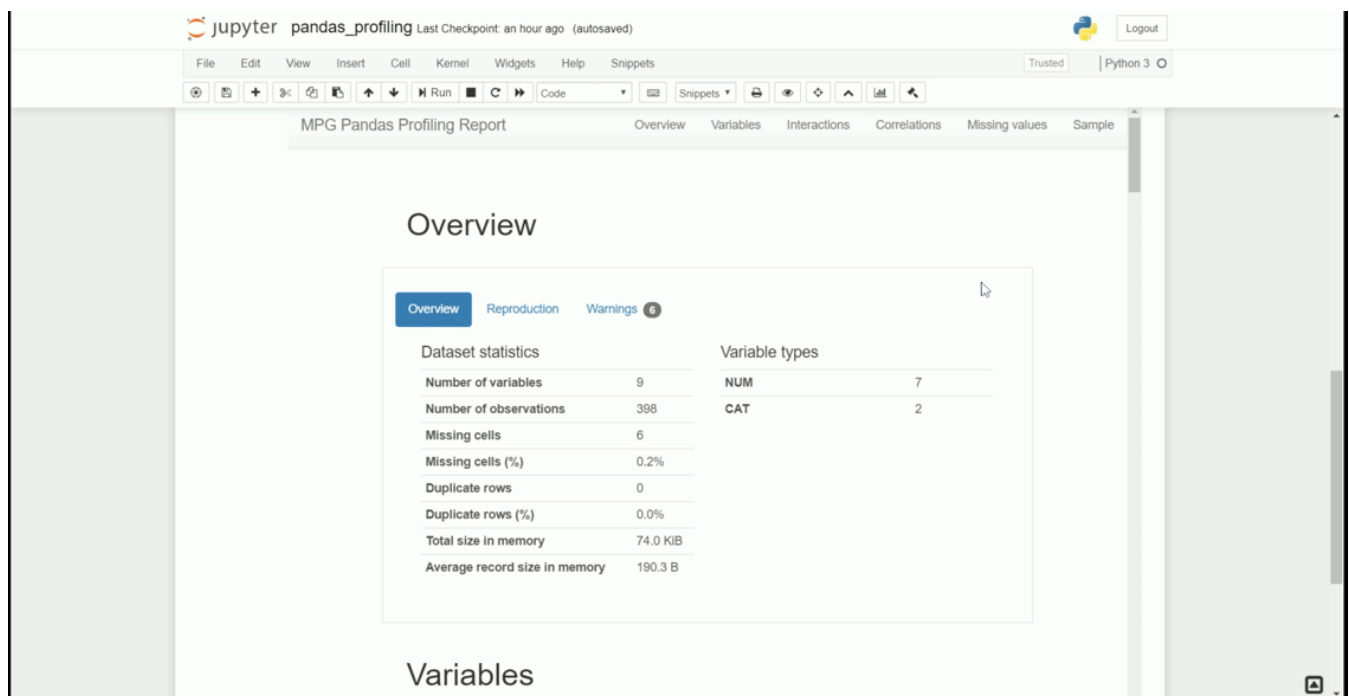 jupyter pandas_profiling Last Checkpoint: an hour ago (autosaved) Logout
File Edit View Insert Cell Kernel Widgets Help Snippets Trusted Python 3
Run Code Snippets
MPG Pandas Profiling Report Overview Variables Interactions Correlations Missing values Sample
Overview
Overview Reproduction Warnings 6
Dataset statistics Variable types
Number of variables 9 NUM 7
Number of observations 398 CAT 2
Missing cells 6
Missing cells (%) 0.2%
Duplicate rows 0
Duplicate rows (%) 0.0%
Total size in memory 74.0 KiB
Average record size in memory 190.3 B
Variables